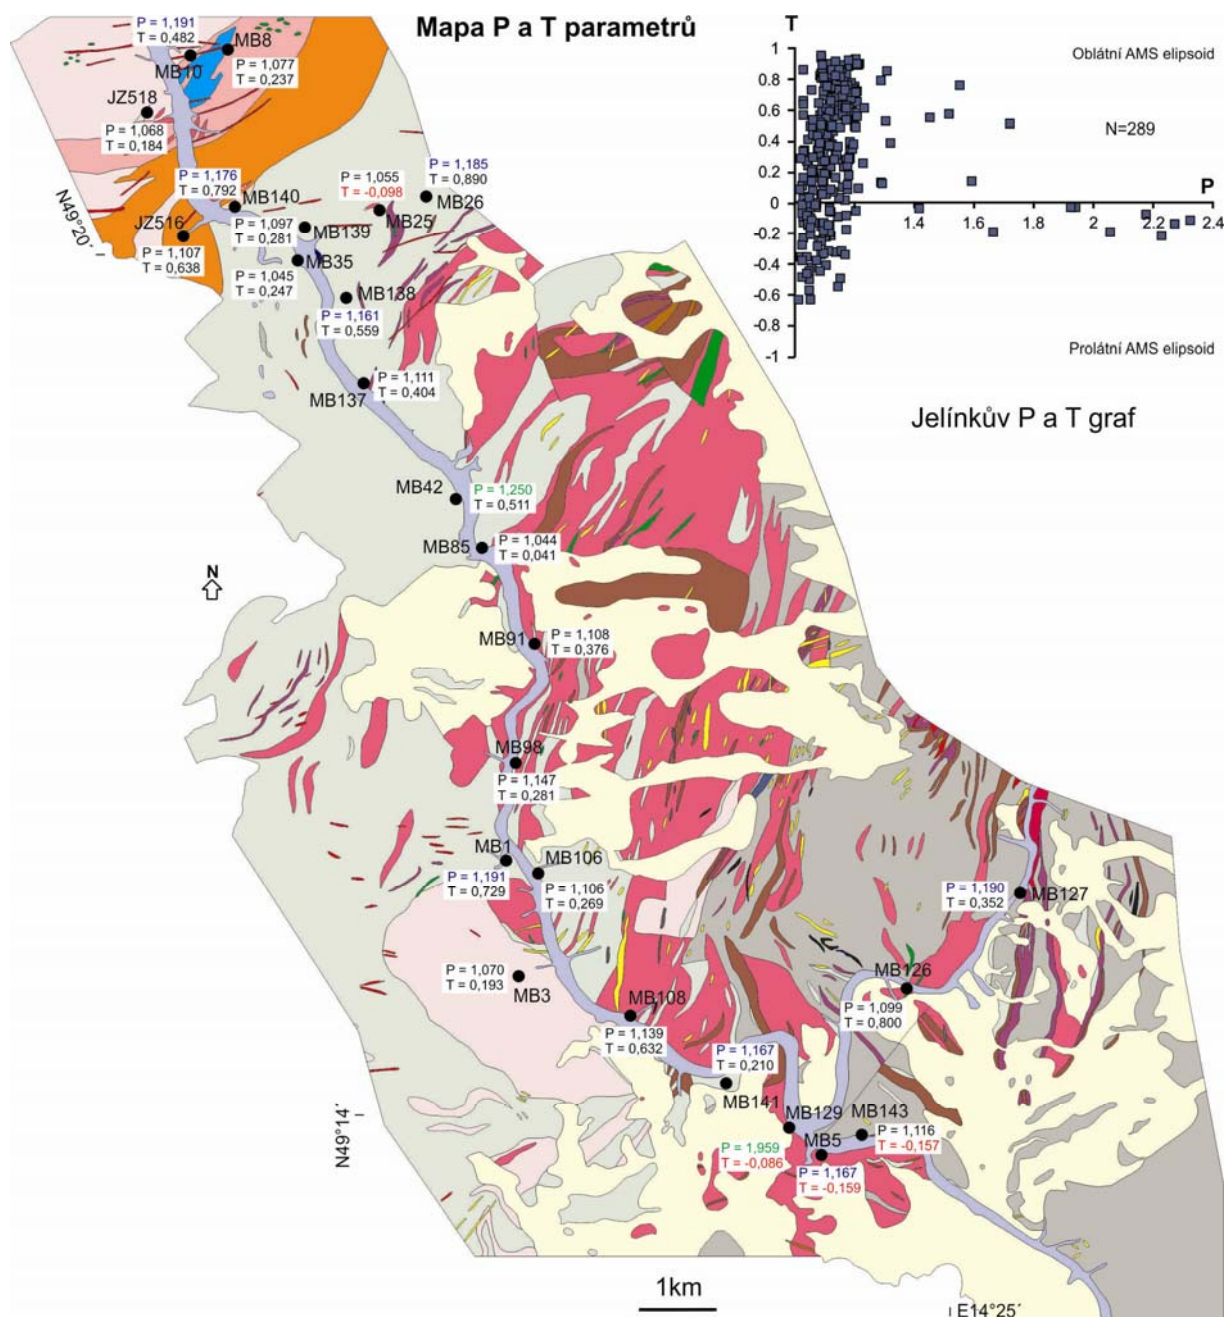 Mapa P a T parametrů
P = 1,191
T = 0,482
MB10
MB8
P = 1,077
T = 0,237
JZ518
P = 1,068
T = 0,184
P = 1,176
T = 0,792
MB140
JZ516
P = 1,107
T = 0,638
P = 1,097
T = 0,281
MB139
P = 1,055
T = -0,098
MB25
P = 1,185
T = 0,890
MB26
MB35
P = 1,045
T = 0,247
MB138
P = 1,161
T = 0,559
N49°20´
P = 1,111
T = 0,404
MB137
MB42
P = 1,250
T = 0,511
MB85
P = 1,044
T = 0,041
N
MB91
P = 1,108
T = 0,376
MB98
P = 1,147
T = 0,281
MB1
P = 1,191
T = 0,729
MB106
P = 1,106
T = 0,269
P = 1,190
T = 0,352
MB127
P = 1,070
T = 0,193
MB3
MB126
P = 1,099
T = 0,800
MB108
P = 1,139
T = 0,632
P = 1,167
T = 0,210
MB141
N49°14´
MB129
P = 1,959
T = -0,086
MB143
P = 1,116
T = -0,157
MB5
P = 1,167
T = -0,159
1km
E14°25´
T
1
0.8
0.6
0.4
0.2
0
-0.2
-0.4
-0.6
-0.8
-1
P
1.4
1.6
1.8
2
2.2
2.4
Oblátní AMS elipsoid
N=289
Prolátní AMS elipsoid
Jelínkův P a T graf